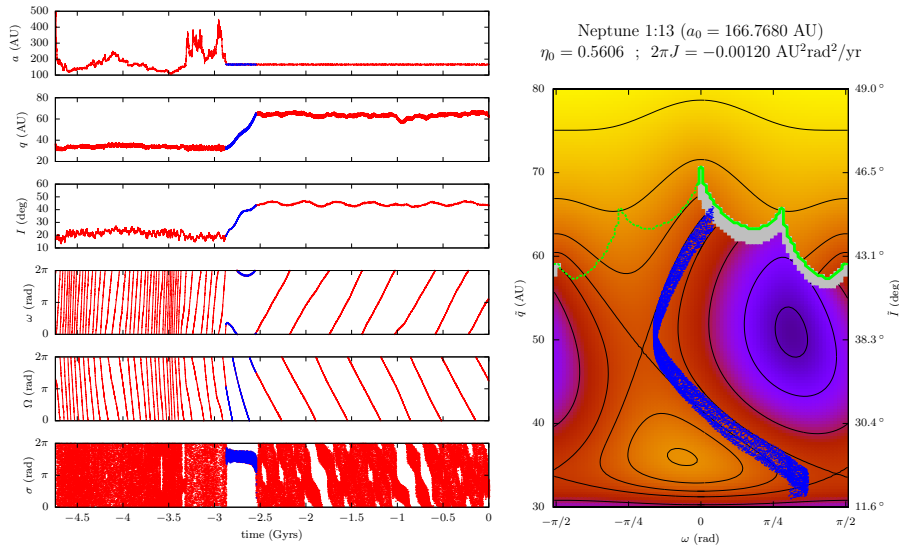 500
400
300
200
100
a (AU)
80
60
40
20
q (AU)
60
50
40
30
20
10
I (deg)
2π
π
0
ω (rad)
2π
π
0
Ω (rad)
2π
π
0
σ (rad)
−4.5 −4 −3.5 −3 −2.5 −2 −1.5 −1 −0.5 0
time (Gyrs)
Neptune 1:13 (a₀ = 166.7680 AU)
η₀ = 0.5606 ; 2πJ = −0.00120 AU²rad²/yr
80
70
60
50
40
30
q̃ (AU)
49.0 °
46.5 °
43.1 °
38.3 °
30.4 °
11.6 °
Ĩ (deg)
−π/2 −π/4 0 π/4 π/2
ω (rad)